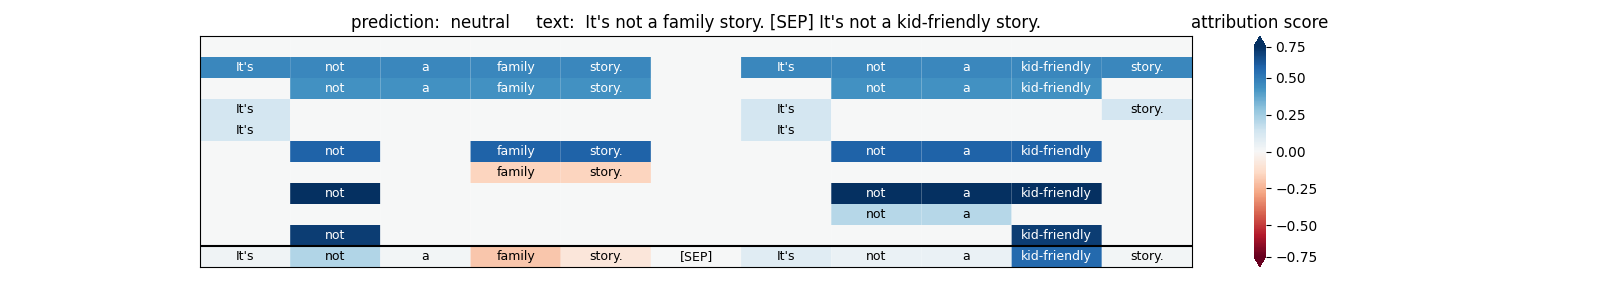 prediction: neutral text: It's not a family story. [SEP] It's not a kid-friendly story. attribution score
It's not a family story. It's not a kid-friendly story. 0.75
not a family story. not a kid-friendly 0.50
It's It's story. 0.25
It's It's
not family story. not a kid-friendly 0.00
family story.
not not a kid-friendly −0.25
not a −0.50
not kid-friendly
It's not a family story. [SEP] It's not a kid-friendly story. −0.75